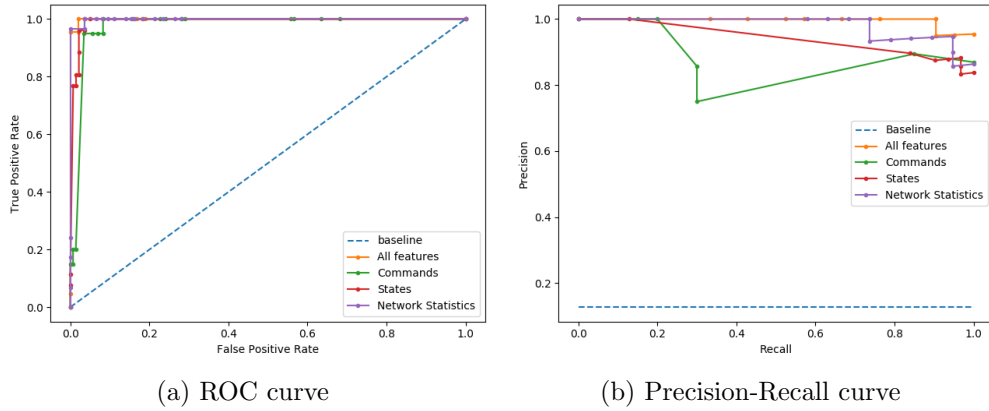 1.0
0.8
0.6
0.4
0.2
0.0
True Positive Rate
0.0 0.2 0.4 0.6 0.8 1.0
False Positive Rate
baseline
All features
Commands
States
Network Statistics
(a) ROC curve
1.0
0.8
0.6
0.4
0.2
Precision
0.0 0.2 0.4 0.6 0.8 1.0
Recall
Baseline
All features
Commands
States
Network Statistics
(b) Precision-Recall curve